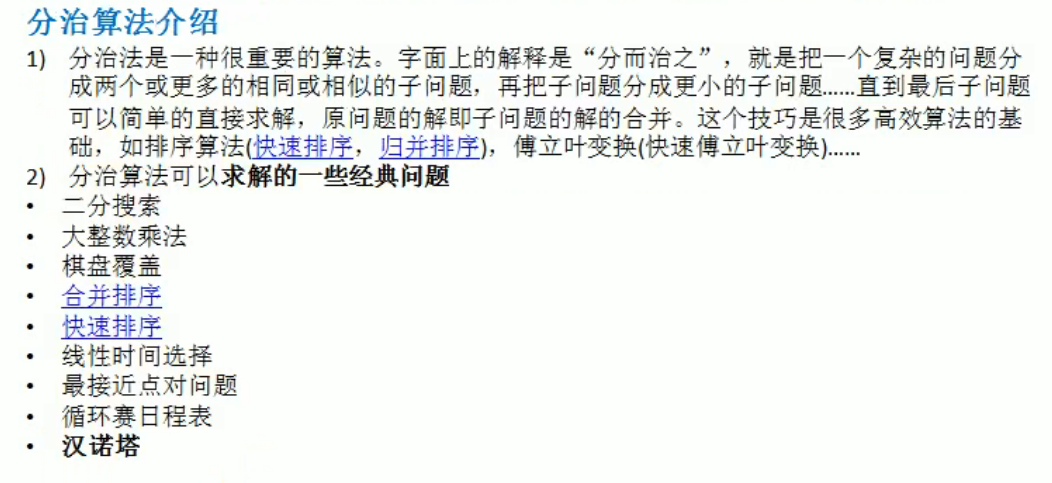 分治算法介绍
1) 分治法是一种很重要的算法。字面上的解释是“分而治之”，就是把一个复杂的问题分
成两个或更多的相同或相似的子问题，再把子问题分成更小的子问题……直到最后子问题
可以简单的直接求解，原问题的解即子问题的解的合并。这个技巧是很多高效算法的基
础，如排序算法(快速排序，归并排序)，傅立叶变换(快速傅立叶变换)……
2) 分治算法可以求解的一些经典问题
• 二分搜索
• 大整数乘法
• 棋盘覆盖
• 合并排序
• 快速排序
• 线性时间选择
• 最接近点对问题
• 循环赛日程表
• 汉诺塔